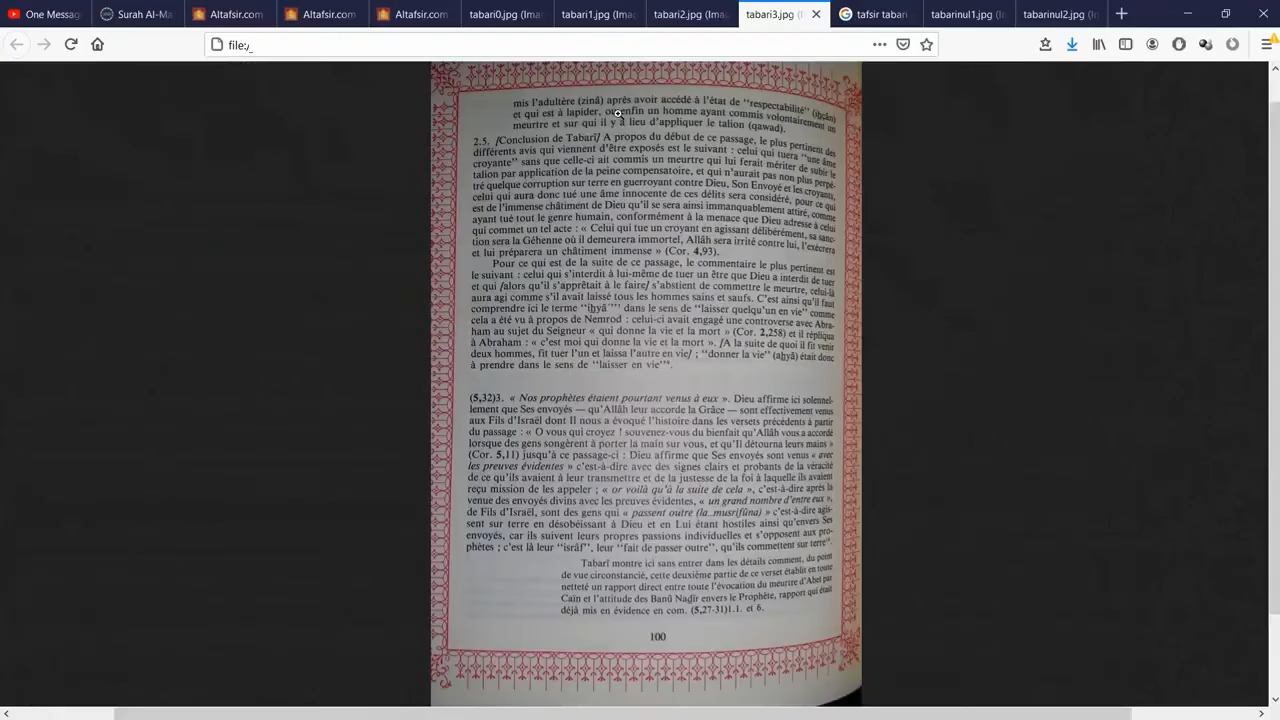 One Messag
Surah Al-Ma
Altafsir.com
Altafsir.com
Altafsir.com
tabari0.jpg (Ima
tabari1.jpg (Ima
tabari2.jpg (Ima
tabari3.jpg (I
tafsir tabari
tabarinul1.jpg (
tabarinul2.jpg (
file:/
mis l'adultère (zinâ) après avoir accédé à l'état de "respectabilité" (iḥçân)
et qui est à lapider, ou enfin un homme ayant commis volontairement un
meurtre et sur qui il y a lieu d'appliquer le talion (qawad).
2.5. /Conclusion de Tabarî/ A propos du début de ce passage, le plus pertinent des
différents avis qui viennent d'être exposés est le suivant : celui qui tuera "une âme
croyante" sans que celle-ci ait commis un meurtre qui lui ferait mériter de subir le
talion par application de la peine compensatoire, et qui n'aurait pas non plus perpé-
tré quelque corruption sur terre en guerroyant contre Dieu, Son Envoyé et les croyants,
celui qui aura donc tué une âme innocente de ces délits sera considéré, pour ce qui
est de l'immense châtiment de Dieu qu'il se sera ainsi immanquablement attiré, comme
ayant tué tout le genre humain, conformément à la menace que Dieu adresse à celui
qui commet un tel acte : « Celui qui tue un croyant en agissant délibérément, sa sanc-
tion sera la Géhenne où il demeurera immortel, Allâh sera irrité contre lui, l'exécrera
et lui préparera un châtiment immense » (Cor. 4,93).
Pour ce qui est de la suite de ce passage, le commentaire le plus pertinent est
le suivant : celui qui s'interdit à lui-même de tuer un être que Dieu a interdit de tuer
et qui /alors qu'il s'apprêtait à le faire/ s'abstient de commettre le meurtre, celui-là
aura agi comme s'il avait laissé tous les hommes sains et saufs. C'est ainsi qu'il faut
comprendre ici le terme "iḥyâ'" dans le sens de "laisser quelqu'un en vie" comme
cela a été vu à propos de Nemrod : celui-ci avait engagé une controverse avec Abra-
ham au sujet du Seigneur « qui donne la vie et la mort » (Cor. 2,258) et il répliqua
à Abraham : « c'est moi qui donne la vie et la mort ». /A la suite de quoi il fit venir
deux hommes, fit tuer l'un et laissa l'autre en vie/ ; "donner la vie" (aḥyâ) était donc
à prendre dans le sens de "laisser en vie".
(5,32)3. « Nos prophètes étaient pourtant venus à eux ». Dieu affirme ici solennel-
lement que Ses envoyés — qu'Allâh leur accorde la Grâce — sont effectivement venus
aux Fils d'Israël dont Il nous a évoqué l'histoire dans les versets précédents à partir
du passage : « O vous qui croyez ! souvenez-vous du bienfait qu'Allâh vous a accordé
lorsque des gens songèrent à porter la main sur vous, et qu'Il détourna leurs mains »
(Cor. 5,11) jusqu'à ce passage-ci : Dieu affirme que Ses envoyés sont venus « avec
les preuves évidentes » c'est-à-dire avec des signes clairs et probants de la véracité
de ce qu'ils avaient à leur transmettre et de la justesse de la foi à laquelle ils avaient
reçu mission de les appeler ; « or voilà qu'à la suite de cela », c'est-à-dire après la
venue des envoyés divins avec les preuves évidentes, « un grand nombre d'entre eux »,
de Fils d'Israël, sont des gens qui « passent outre (la musrifûna) » c'est-à-dire agis-
sent sur terre en désobéissant à Dieu et en Lui étant hostiles ainsi qu'envers Ses
envoyés, car ils suivent leurs propres passions individuelles et s'opposent aux pro-
phètes ; c'est là leur "isrâf", leur "fait de passer outre", qu'ils commettent sur terre".
Tabarî montre ici sans entrer dans les détails comment, du point
de vue circonstancié, cette deuxième partie de ce verset établit en toute
netteté un rapport direct entre toute l'évocation du meurtre d'Abel par
Caïn et l'attitude des Banû Naḍîr envers le Prophète, rapport qui était
déjà mis en évidence en com. (5,27-31)1.1. et 6.
100